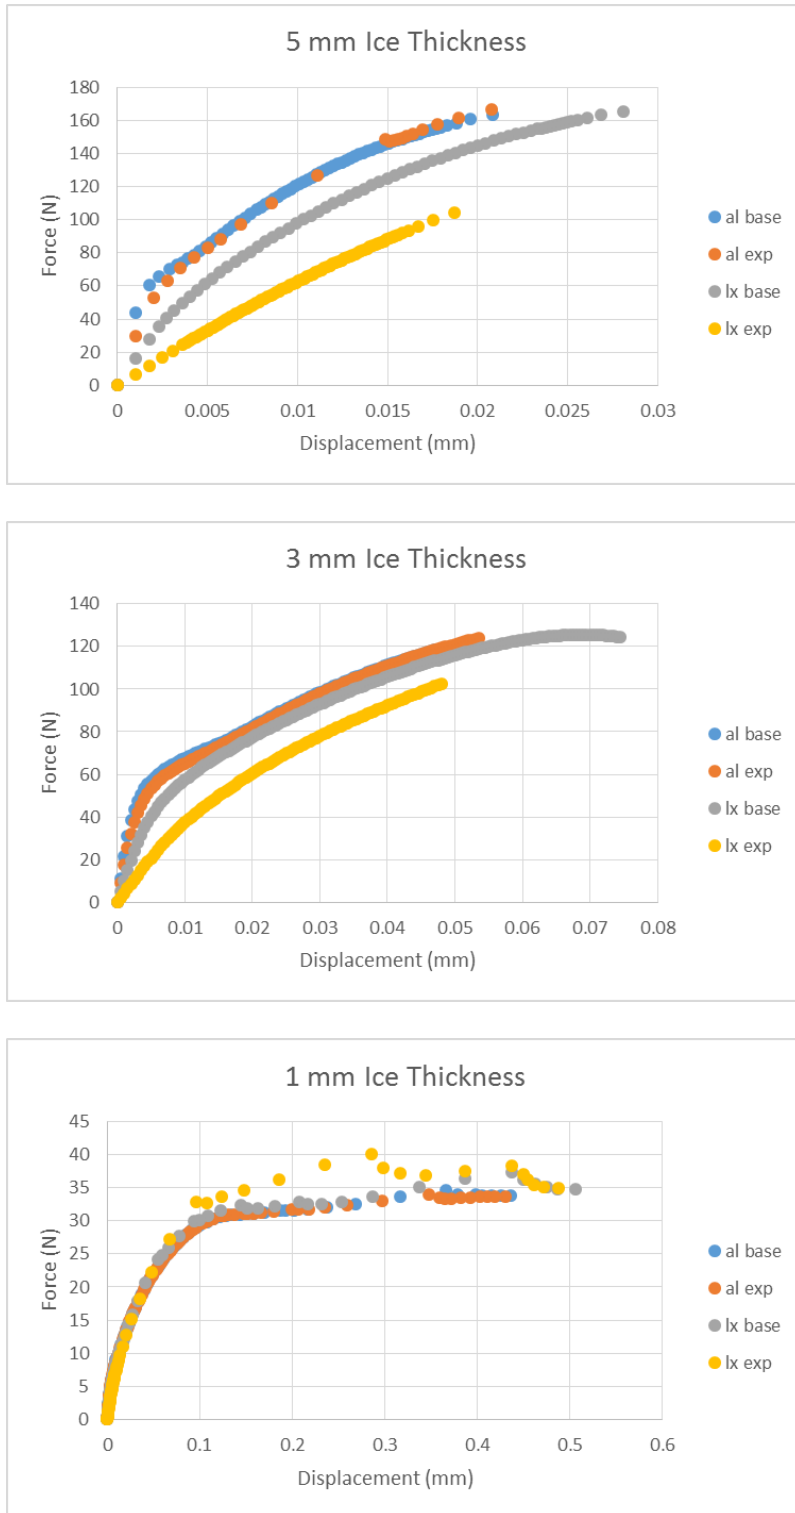 5 mm Ice Thickness
180
160
140
120
100
80
60
40
20
0
Force (N)
0 0.005 0.01 0.015 0.02 0.025 0.03
Displacement (mm)
al base
al exp
lx base
lx exp
3 mm Ice Thickness
140
120
100
80
60
40
20
0
Force (N)
0 0.01 0.02 0.03 0.04 0.05 0.06 0.07 0.08
Displacement (mm)
al base
al exp
lx base
lx exp
1 mm Ice Thickness
45
40
35
30
25
20
15
10
5
0
Force (N)
0 0.1 0.2 0.3 0.4 0.5 0.6
Displacement (mm)
al base
al exp
lx base
lx exp